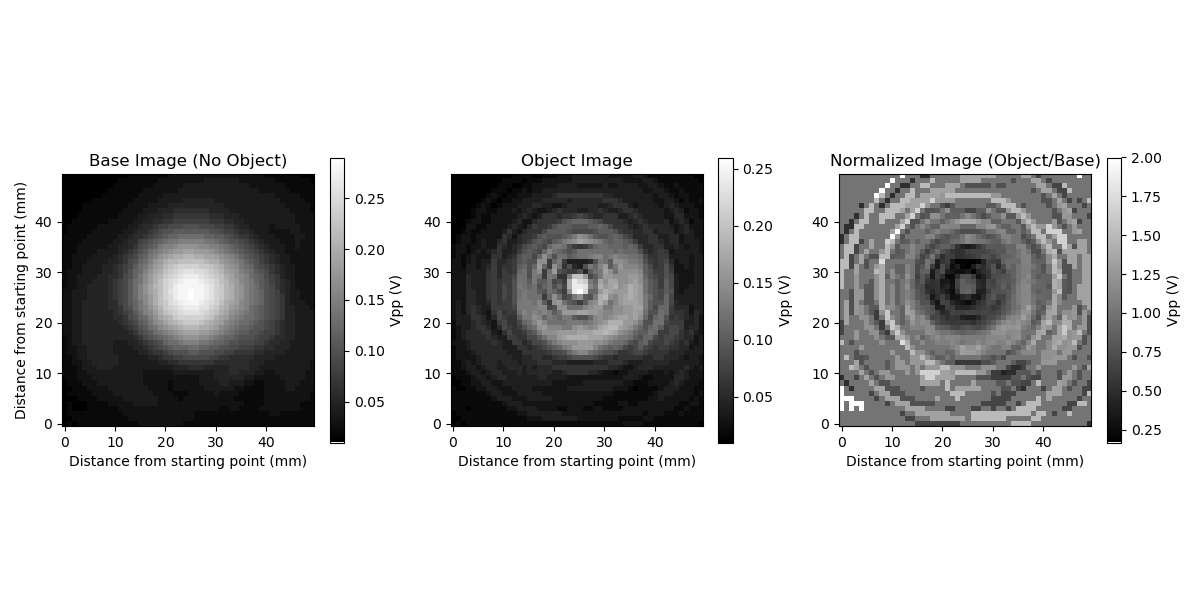 Base Image (No Object)
Object Image
Normalized Image (Object/Base)
Distance from starting point (mm)
40
30
20
10
0
0 10 20 30 40
Distance from starting point (mm)
0.25
0.20
0.15
0.10
0.05
Vpp (V)
40
30
20
10
0
0 10 20 30 40
Distance from starting point (mm)
0.25
0.20
0.15
0.10
0.05
Vpp (V)
40
30
20
10
0
0 10 20 30 40
Distance from starting point (mm)
2.00
1.75
1.50
1.25
1.00
0.75
0.50
0.25
Vpp (V)